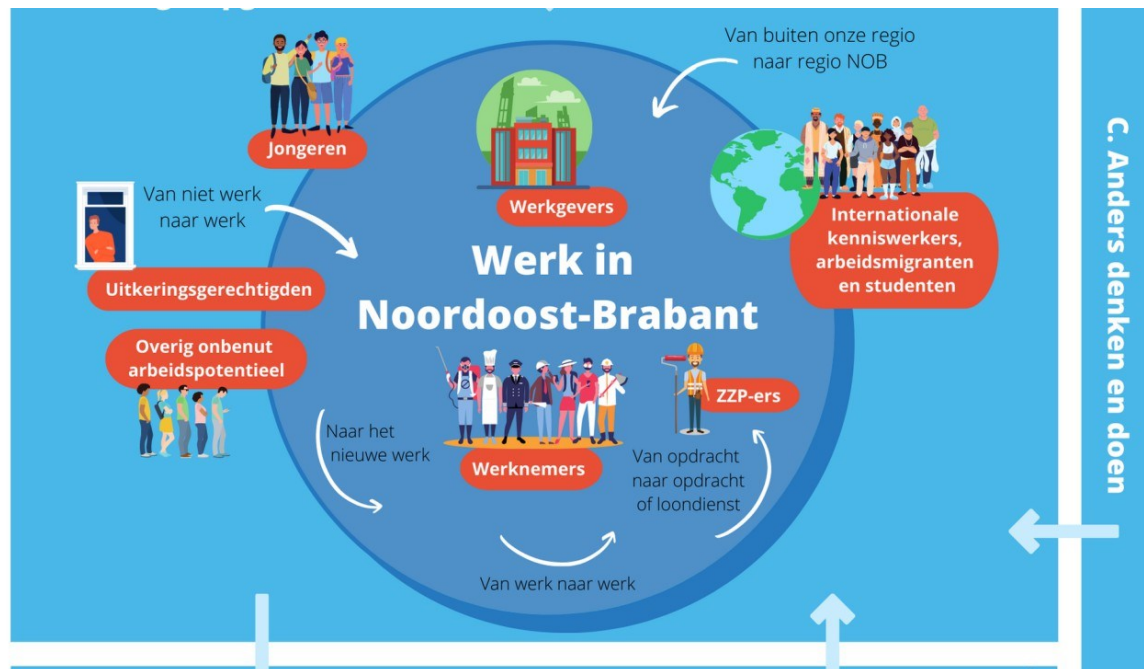 Van buiten onze regio
naar regio NOB
Jongeren
Van niet werk
naar werk
Werkgevers
Internationale
kenniswerkers,
arbeidsmigranten
en studenten
Uitkeringsgerechtigden
Werk in
Noordoost-Brabant
Overig onbenut
arbeidspotentieel
ZZP-ers
Naar het
nieuwe werk
Werknemers
Van opdracht
naar opdracht
of loondienst
Van werk naar werk
C. Anders denken en doen